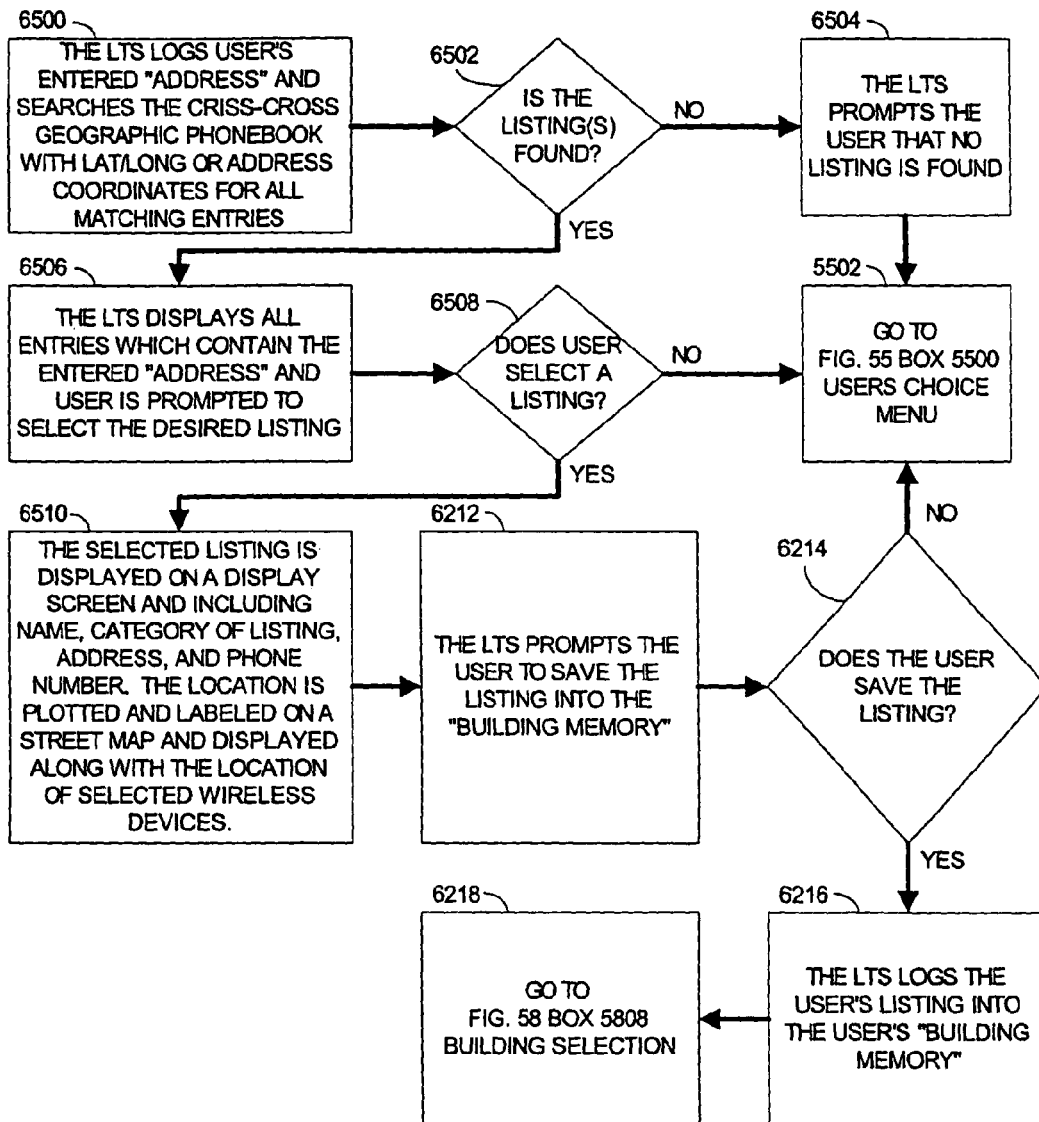 6500
THE LTS LOGS USER'S
ENTERED "ADDRESS" AND
SEARCHES THE CRISS-CROSS
GEOGRAPHIC PHONEBOOK
WITH LAT/LONG OR ADDRESS
COORDINATES FOR ALL
MATCHING ENTRIES
6502
IS THE
LISTING(S)
FOUND?
NO
YES
6504
THE LTS
PROMPTS THE
USER THAT NO
LISTING IS FOUND
6506
THE LTS DISPLAYS ALL
ENTRIES WHICH CONTAIN THE
ENTERED "ADDRESS" AND
USER IS PROMPTED TO
SELECT THE DESIRED LISTING
6508
DOES USER
SELECT A
LISTING?
NO
YES
5502
GO TO
FIG. 55 BOX 5500
USERS CHOICE
MENU
6510
THE SELECTED LISTING IS
DISPLAYED ON A DISPLAY
SCREEN AND INCLUDING
NAME, CATEGORY OF LISTING,
ADDRESS, AND PHONE
NUMBER. THE LOCATION IS
PLOTTED AND LABELED ON A
STREET MAP AND DISPLAYED
ALONG WITH THE LOCATION
OF SELECTED WIRELESS
DEVICES.
6212
THE LTS PROMPTS THE
USER TO SAVE THE
LISTING INTO THE
"BUILDING MEMORY"
6214
DOES THE USER
SAVE THE
LISTING?
NO
YES
6218
GO TO
FIG. 58 BOX 5808
BUILDING SELECTION
6216
THE LTS LOGS THE
USER'S LISTING INTO
THE USER'S "BUILDING
MEMORY"